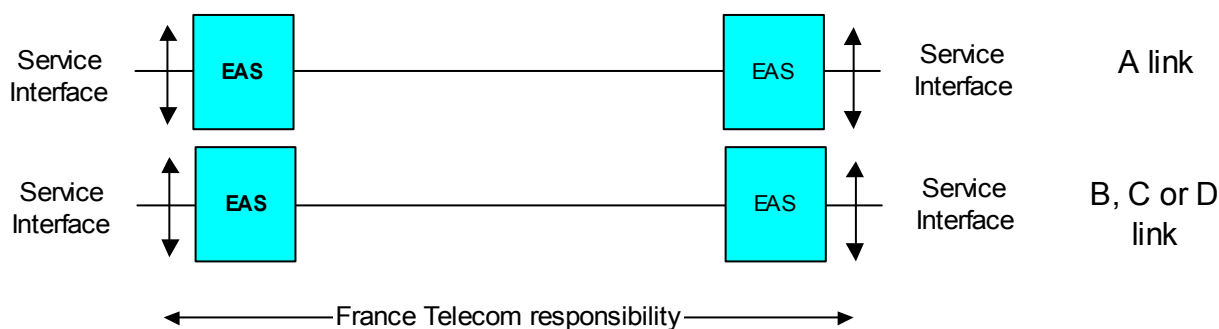 Service
Interface
EAS
EAS
Service
Interface
A link
Service
Interface
EAS
EAS
Service
Interface
B, C or D
link
France Telecom responsibility